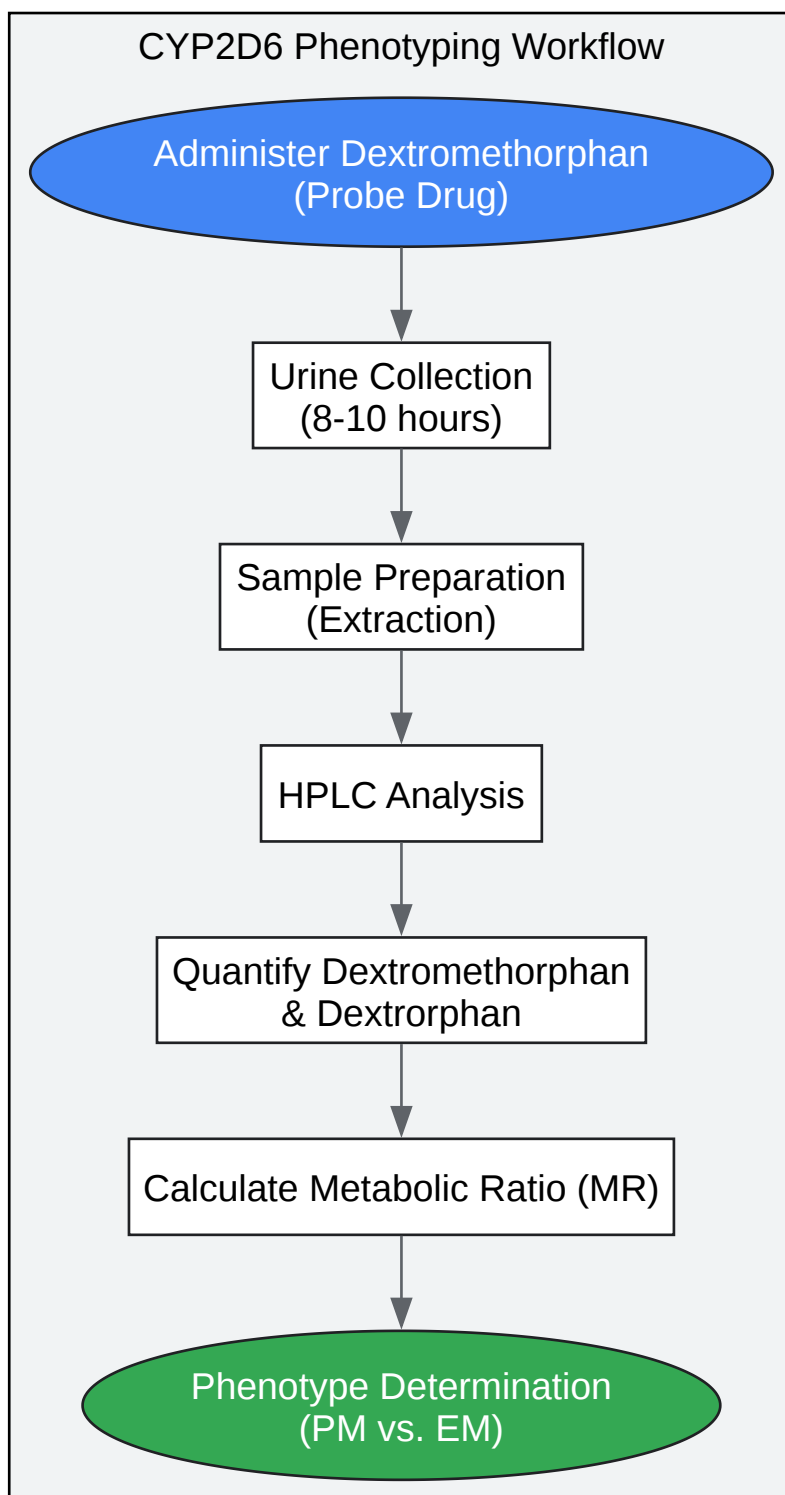 CYP2D6 Phenotyping Workflow
Administer Dextromethorphan
(Probe Drug)
Urine Collection
(8-10 hours)
Sample Preparation
(Extraction)
HPLC Analysis
Quantify Dextromethorphan
& Dextrorphan
Calculate Metabolic Ratio (MR)
Phenotype Determination
(PM vs. EM)